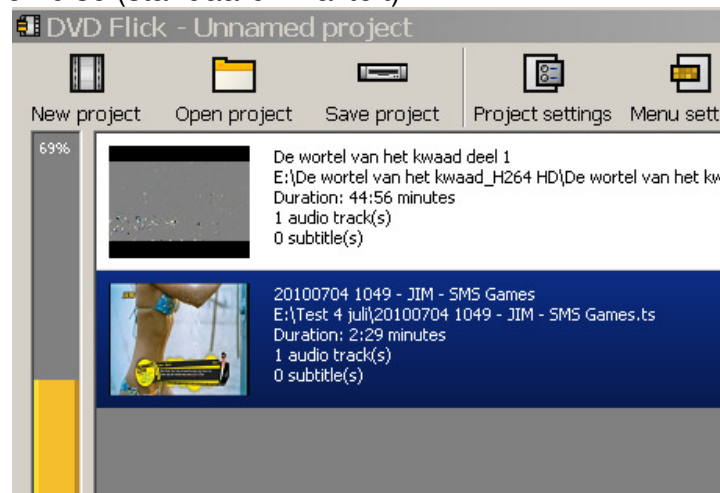 DVD Flick - Unnamed project
New project Open project Save project Project settings Menu sett
69%
De wortel van het kwaad deel 1
E:\De wortel van het kwaad_H264 HD\De wortel van het kw
Duration: 44:56 minutes
1 audio track(s)
0 subtitle(s)
20100704 1049 - JIM - SMS Games
E:\Test 4 juli\20100704 1049 - JIM - SMS Games.ts
Duration: 2:29 minutes
1 audio track(s)
0 subtitle(s)